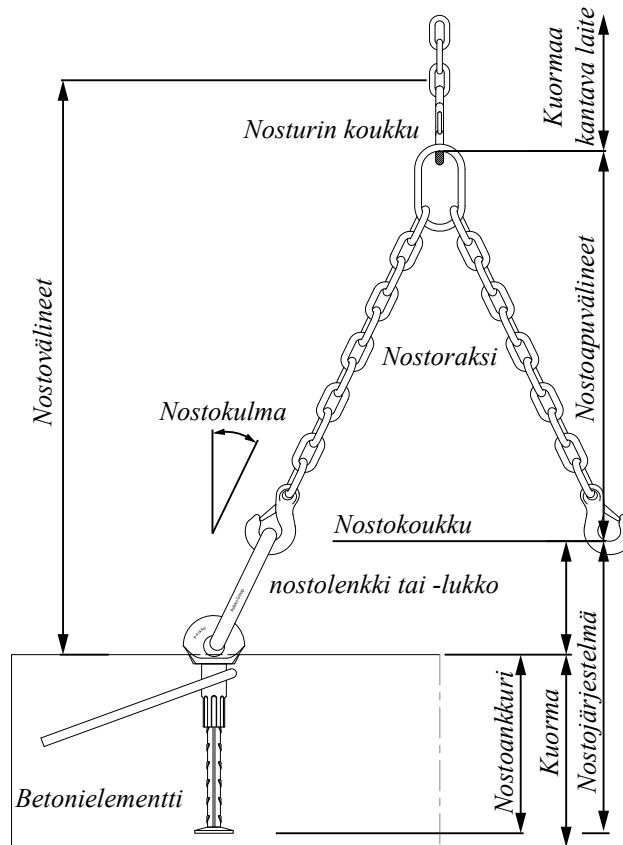 Kuormaa
kantava laite
Nosturin koukku
Nostovälineet
Nostoapuvälineet
Nostoraksi
Nostokulma
Nostokoukku
nostolenkki tai -lukko
Nostoankkuri
Kuorma
Nostojärjestelmä
Betonielementti